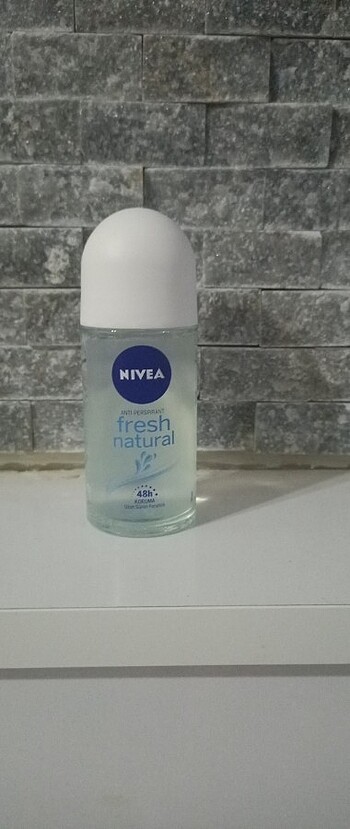 NIVEA
ANTI-PERSPIRANT
fresh
natural
48h
KORUMA